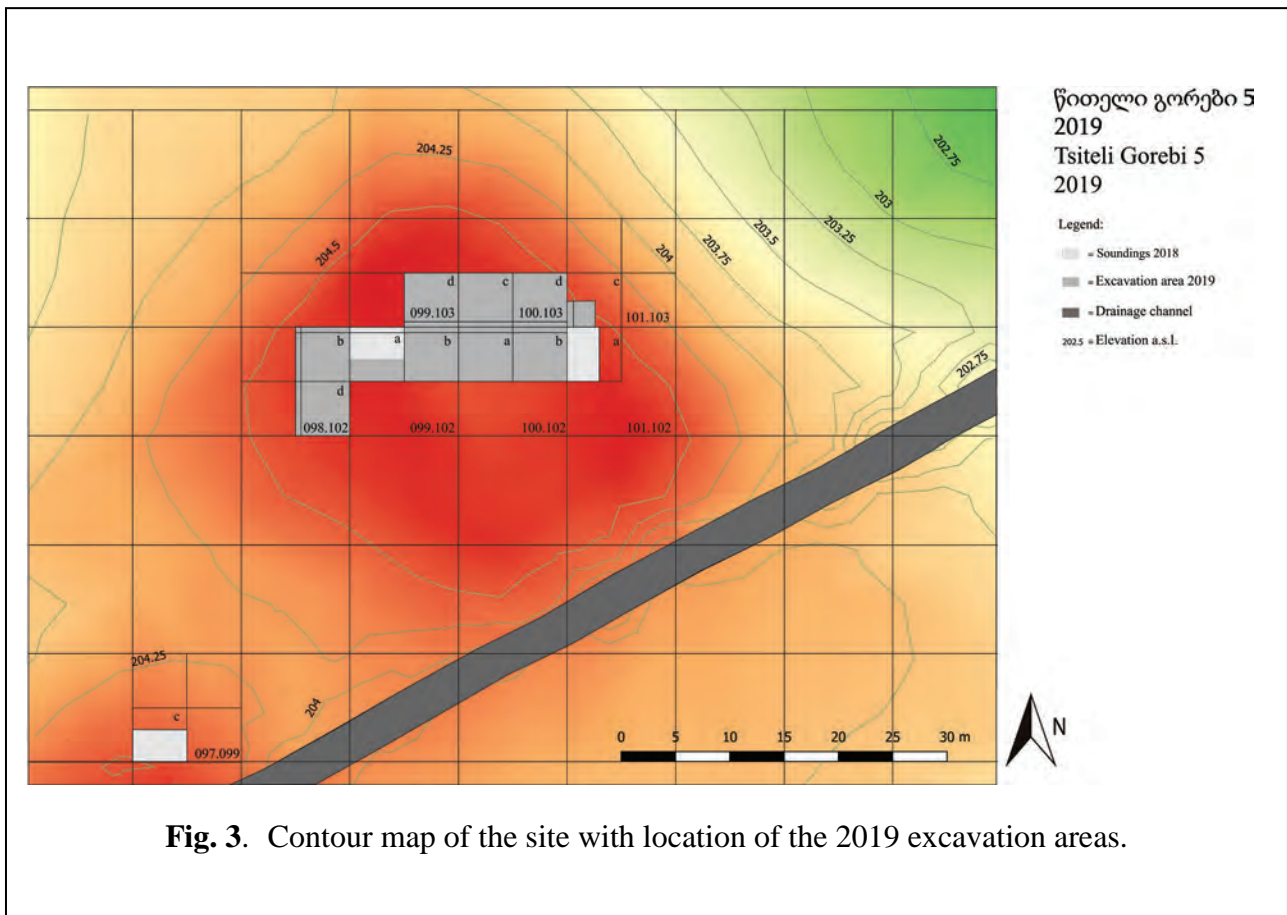 204.25
202.75
203
203.25
203.5
203.75
204
204.5
d c d c
099.103 100.103 101.103
b a b a b a
202.75
d
098.102 099.102 100.102 101.102
204.25
204
c
097.099
0 5 10 15 20 25 30 m
N
წითელი გორები 5
2019
Tsiteli Gorebi 5
2019
Legend:
= Soundings 2018
= Excavation area 2019
= Drainage channel
202.5 = Elevation a.s.l.
Fig. 3. Contour map of the site with location of the 2019 excavation areas.